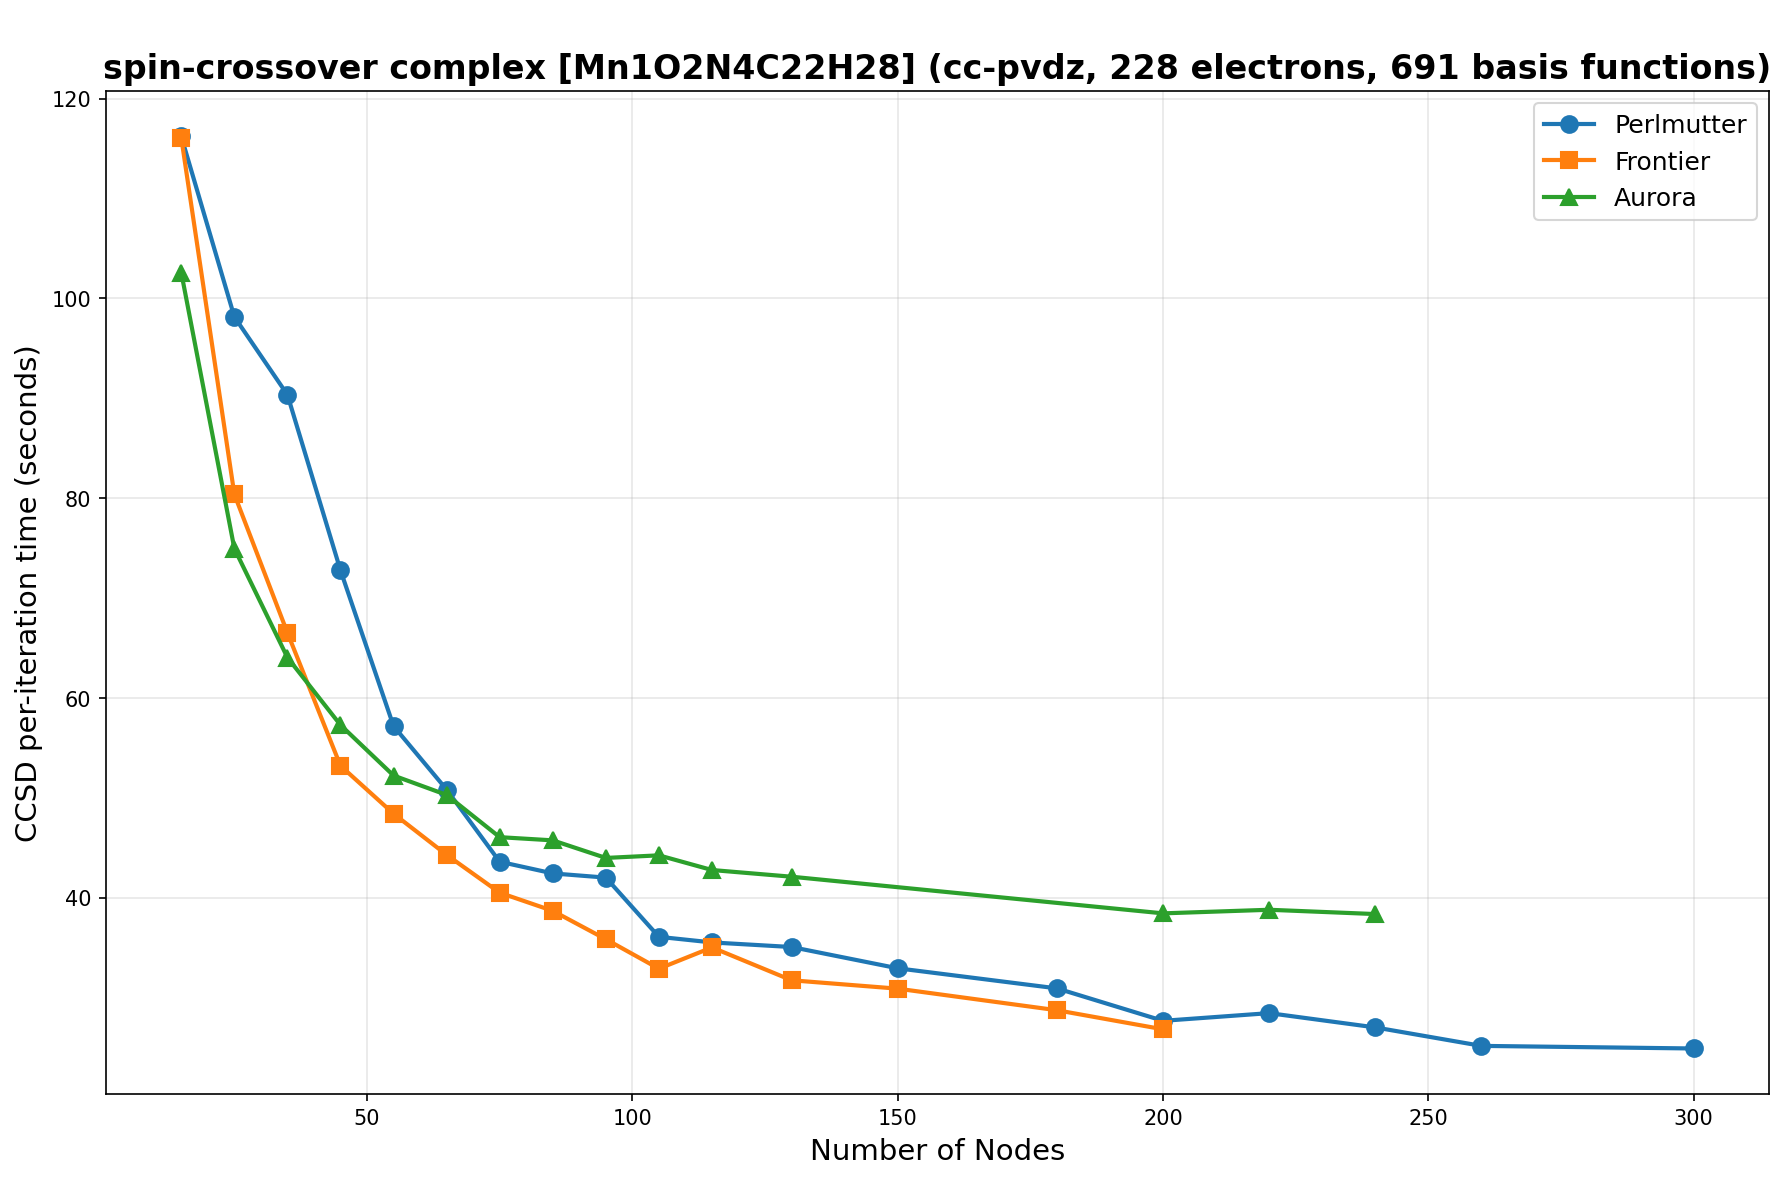 spin-crossover complex [Mn1O2N4C22H28] (cc-pvdz, 228 electrons, 691 basis functions)
120
100
80
60
40
CCSD per-iteration time (seconds)
Perlmutter
Frontier
Aurora
50 100 150 200 250 300
Number of Nodes